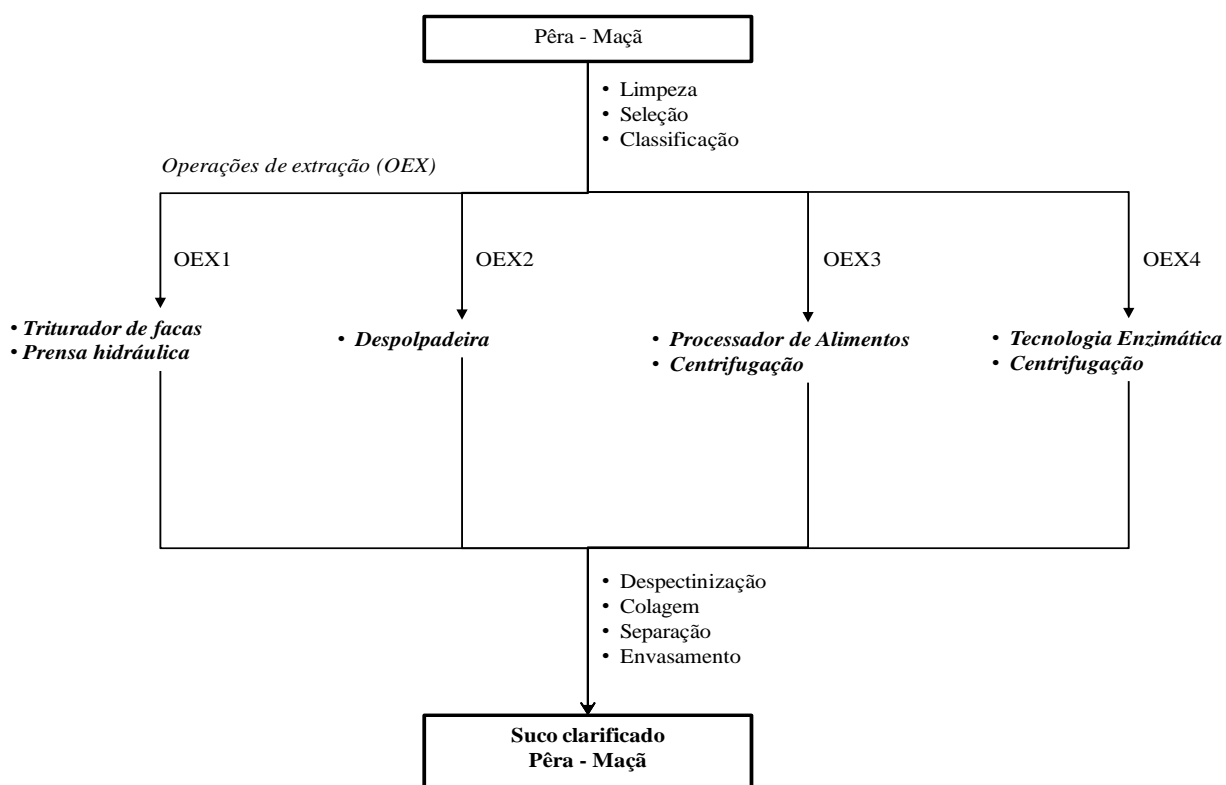 Pêra - Maçã
• Limpeza
• Seleção
• Classificação
Operações de extração (OEX)
OEX1
OEX2
OEX3
OEX4
• Triturador de facas
• Prensa hidráulica
• Despolpadeira
• Processador de Alimentos
• Centrifugação
• Tecnologia Enzimática
• Centrifugação
• Despectinização
• Colagem
• Separação
• Envasamento
Suco clarificado
Pêra - Maçã